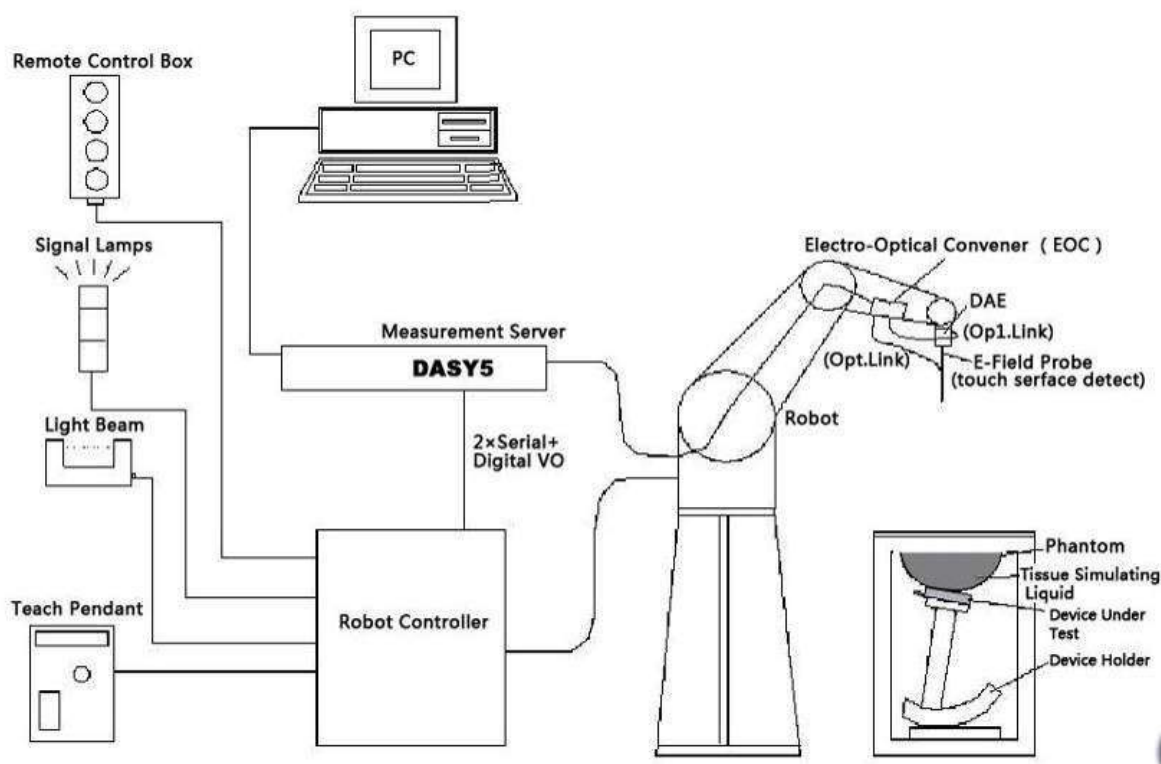 Remote Control Box
PC
Signal Lamps
Electro-Optical Convener （ EOC ）
DAE
(Op1.Link)
Measurement Server
DASY5
(Opt.Link)
E-Field Probe
(touch serface detect)
Light Beam
Robot
2×Serial+
Digital VO
Phantom
Tissue Simulating
Liquid
Teach Pendant
Robot Controller
Device Under
Test
Device Holder